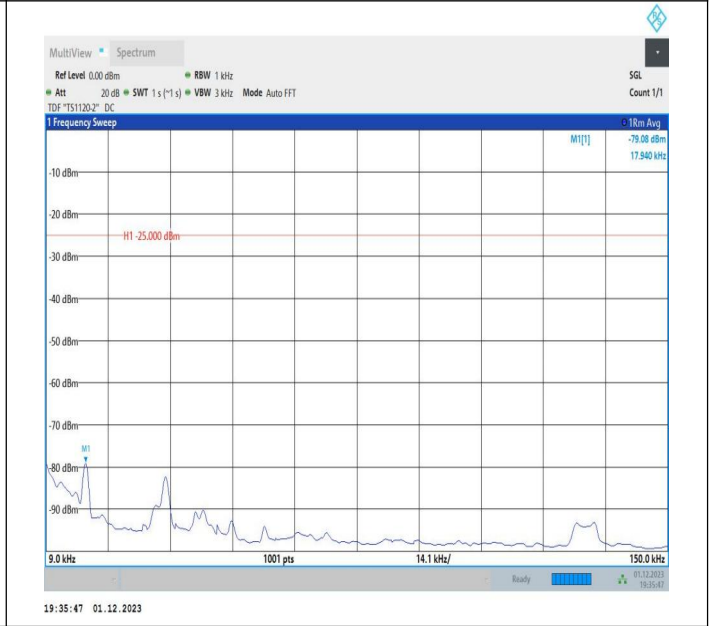 R S
MultiView Spectrum
Ref Level 0.00 dBm RBW 1 kHz SGL
Att 20 dB SWT 1 s (~1 s) VBW 3 kHz Mode Auto FFT Count 1/1
TDF "TS1120-2" DC
1 Frequency Sweep 1Rm Avg
M1[1] -79.08 dBm
17.940 kHz
-10 dBm
-20 dBm
H1 -25.000 dBm
-30 dBm
-40 dBm
-50 dBm
-60 dBm
-70 dBm
M1
-80 dBm
-90 dBm
9.0 kHz 1001 pts 14.1 kHz/ 150.0 kHz
Ready 01.12.2023
19:35:47
19:35:47 01.12.2023